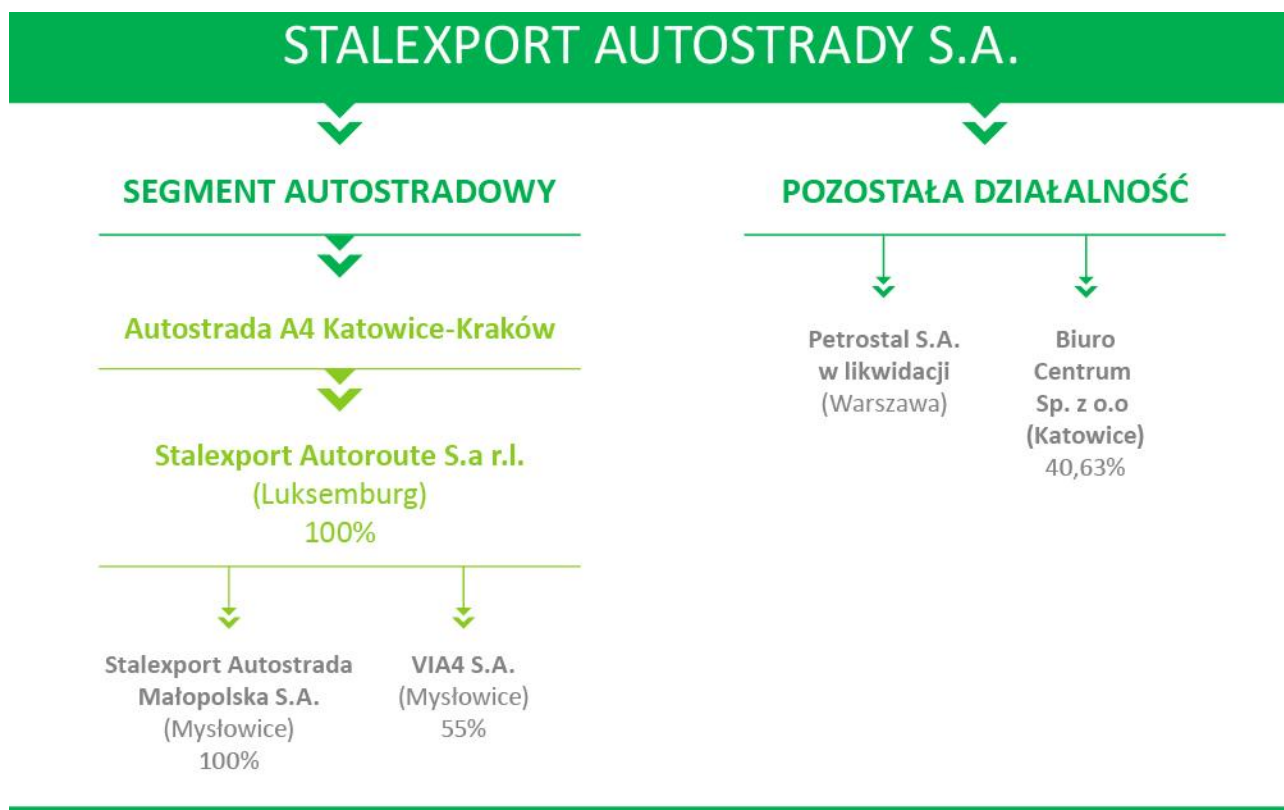 STALEXPORT AUTOSTRADY S.A.
SEGMENT AUTOSTRADOWY
Autostrada A4 Katowice-Kraków
Stalexport Autoroute S.a r.l.
(Luksemburg)
100%
Stalexport Autostrada
Małopolska S.A.
(Mysłowice)
100%
VIA4 S.A.
(Mysłowice)
55%
POZOSTAŁA DZIAŁALNOŚĆ
Petrostal S.A.
w likwidacji
(Warszawa)
Biuro
Centrum
Sp. z o.o
(Katowice)
40,63%